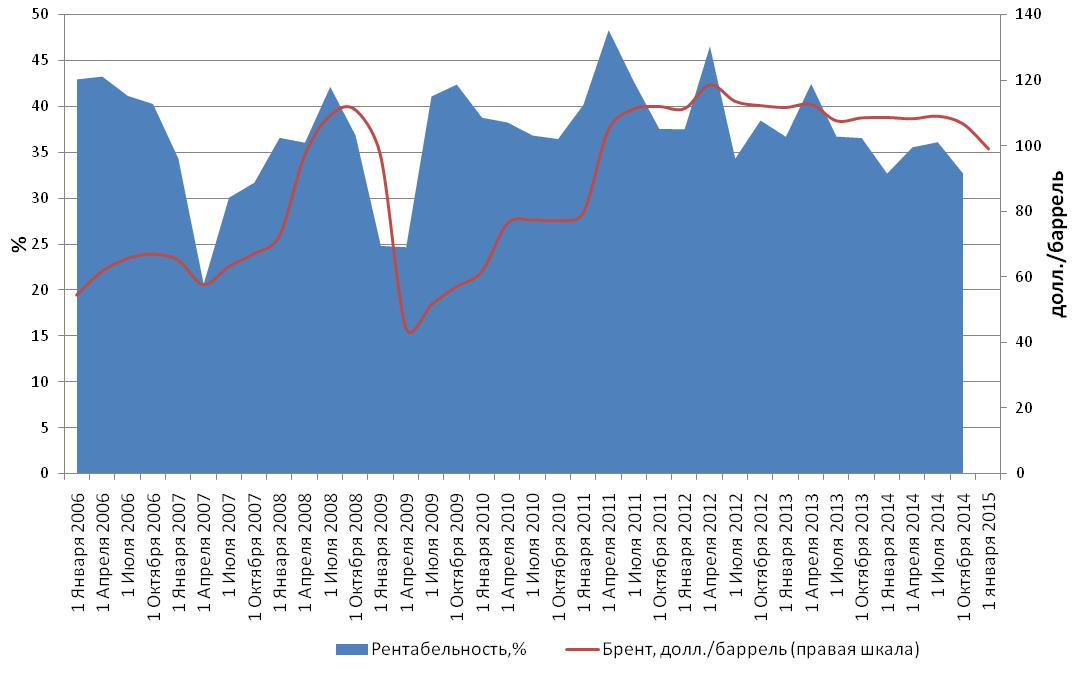 50
45
40
35
30
25
20
15
10
5
0
%
140
120
100
80
60
40
20
0
долл./баррель
1 Января 2006
1 Апреля 2006
1 Июля 2006
1 Октября 2006
1 Января 2007
1 Апреля 2007
1 Июля 2007
1 Октября 2007
1 Января 2008
1 Апреля 2008
1 Июля 2008
1 Октября 2008
1 Января 2009
1 Апреля 2009
1 Июля 2009
1 Октября 2009
1 Января 2010
1 Апреля 2010
1 Июля 2010
1 Октября 2010
1 Января 2011
1 Апреля 2011
1 Июля 2011
1 Октября 2011
1 Января 2012
1 Апреля 2012
1 Июля 2012
1 Октября 2012
1 Января 2013
1 Апреля 2013
1 Июля 2013
1 Октября 2013
1 Января 2014
1 Апреля 2014
1 Июля 2014
1 Октября 2014
1 января 2015
Рентабельность,%
Брент, долл./баррель (правая шкала)